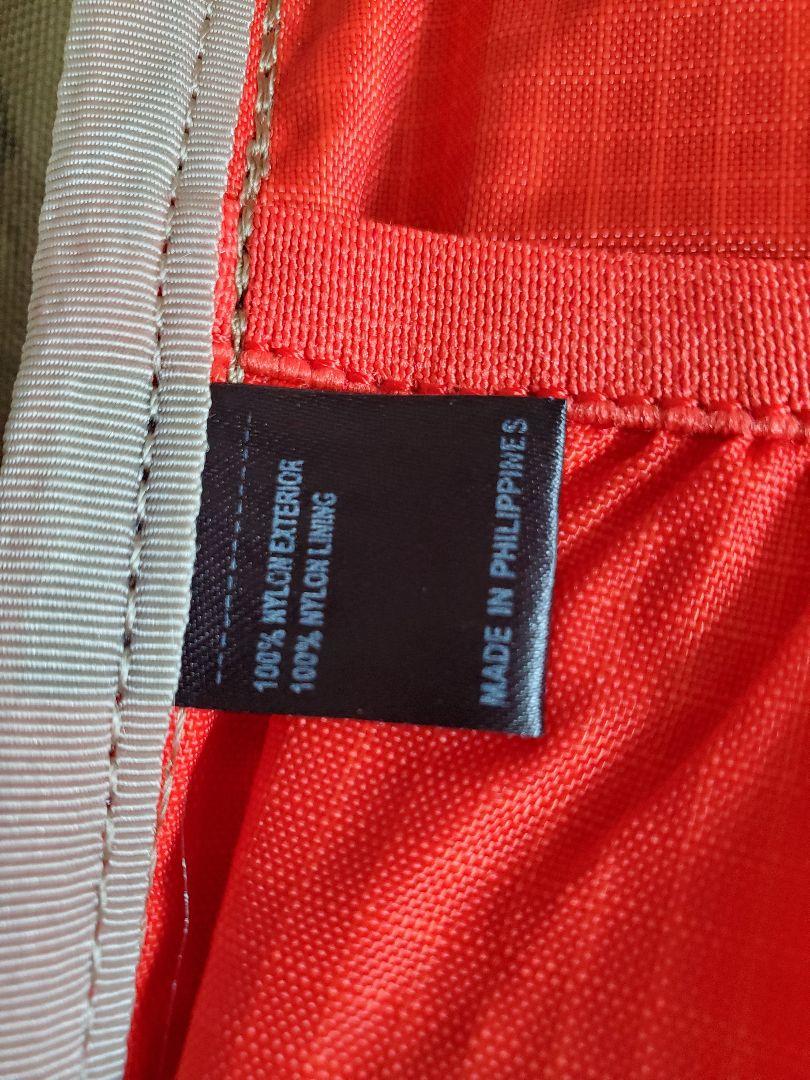 100% NYLON EXTERIOR
100% NYLON LINING
MADE IN PHILIPPINES